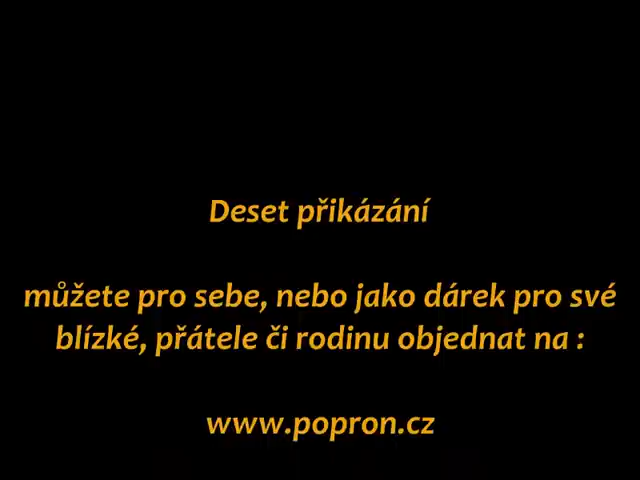 Deset přikázání
můžete pro sebe, nebo jako dárek pro své
blízké, přátele či rodinu objednat na :
www.popron.cz